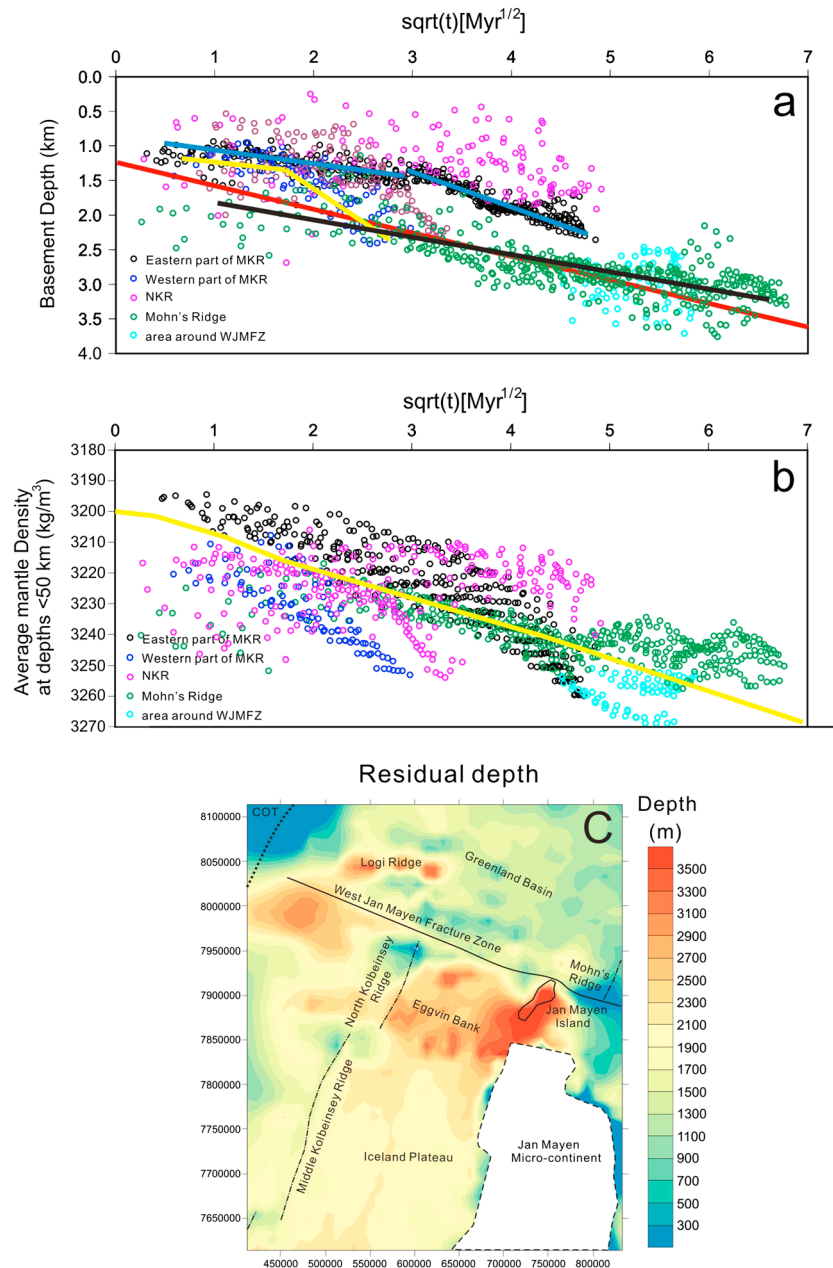 sqrt(t)[Myr1/2]
0 1 2 3 4 5 6 7
a
Basement Depth (km)
0.0
0.5
1.0
1.5
2.0
2.5
3.0
3.5
4.0
Eastern part of MKR
Western part of MKR
NKR
Mohn's Ridge
area around WJMFZ
sqrt(t)[Myr1/2]
0 1 2 3 4 5 6 7
b
Average mantle Density
at depths <50 km (kg/m3)
3180
3190
3200
3210
3220
3230
3240
3250
3260
3270
Eastern part of MKR
Western part of MKR
NKR
Mohn's Ridge
area around WJMFZ
Residual depth
C
COT
Logi Ridge
Greenland Basin
West Jan Mayen Fracture Zone
North Kolbeinsey
Ridge
Mohn's
Ridge
Eggvin Bank
Jan Mayen
Island
Middle Kolbeinsey Ridge
Iceland Plateau
Jan Mayen
Micro-continent
8100000
8050000
8000000
7950000
7900000
7850000
7800000
7750000
7700000
7650000
450000 500000 550000 600000 650000 700000 750000 800000
Depth
(m)
3500
3300
3100
2900
2700
2500
2300
2100
1900
1700
1500
1300
1100
900
700
500
300